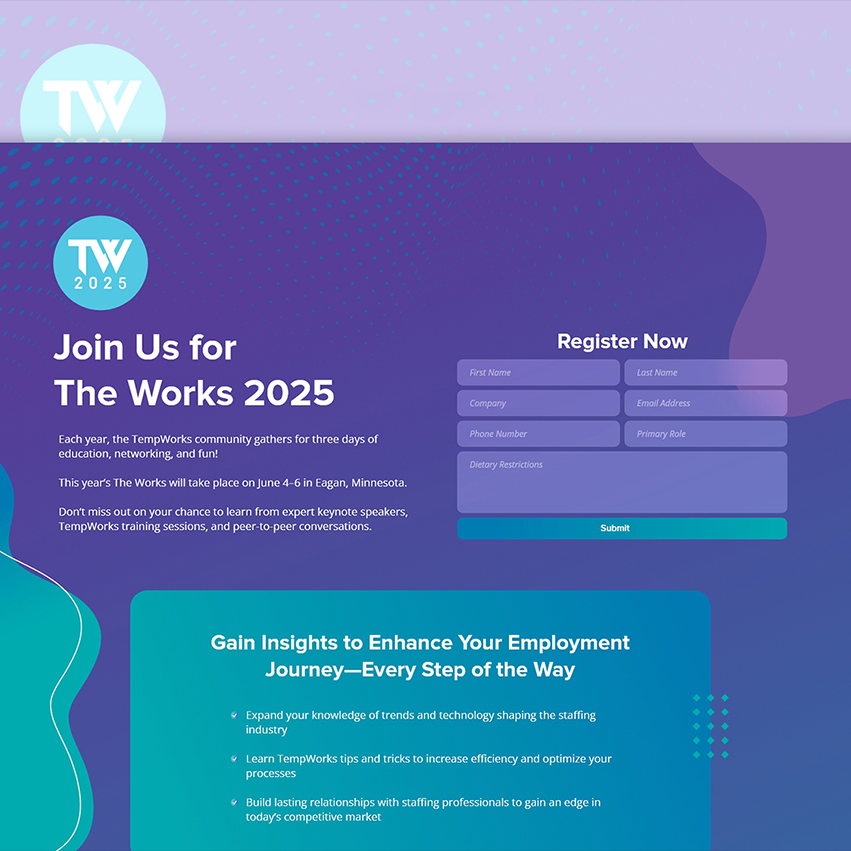 TW
2025
TW
2025
Join Us for
The Works 2025
Each year, the TempWorks community gathers for three days of
education, networking, and fun!
This year's The Works will take place on June 4–6 in Eagan, Minnesota.
Don't miss out on your chance to learn from expert keynote speakers,
TempWorks training sessions, and peer-to-peer conversations.
Register Now
First Name
Last Name
Company
Email Address
Phone Number
Primary Role
Dietary Restrictions
Submit
Gain Insights to Enhance Your Employment
Journey—Every Step of the Way
Expand your knowledge of trends and technology shaping the staffing
industry
Learn TempWorks tips and tricks to increase efficiency and optimize your
processes
Build lasting relationships with staffing professionals to gain an edge in
today's competitive market